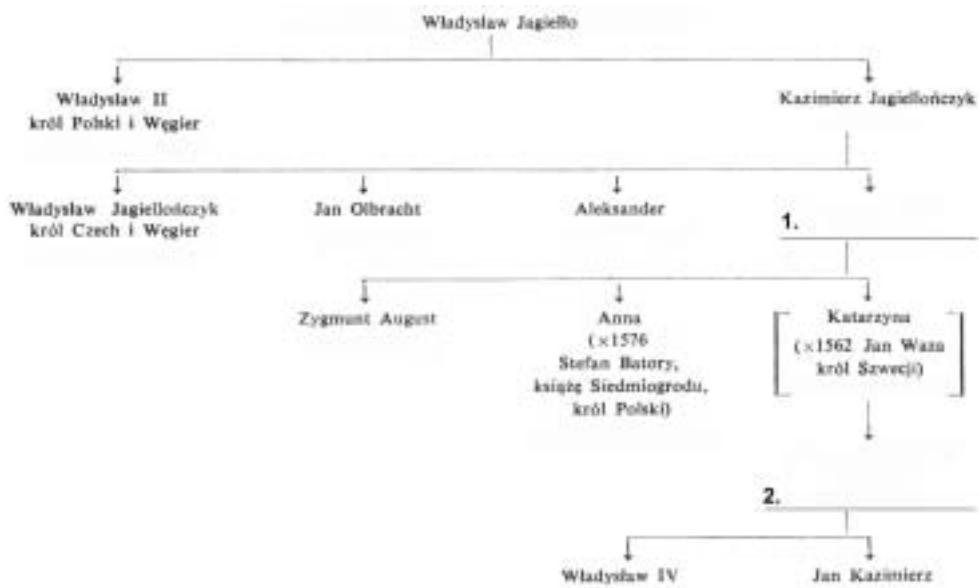 Władysław Jagiełło
Władysław II
król Polski i Węgier
Kazimierz Jagiellończyk
Władysław Jagiellończyk
król Czech i Węgier
Jan Olbracht
Aleksander
1.
Zygmunt August
Anna
(×1576
Stefan Batory,
książę Siedmiogrodu,
król Polski)
Katarzyna
(×1562 Jan Waza
król Szwecji)
2.
Władysław IV
Jan Kazimierz